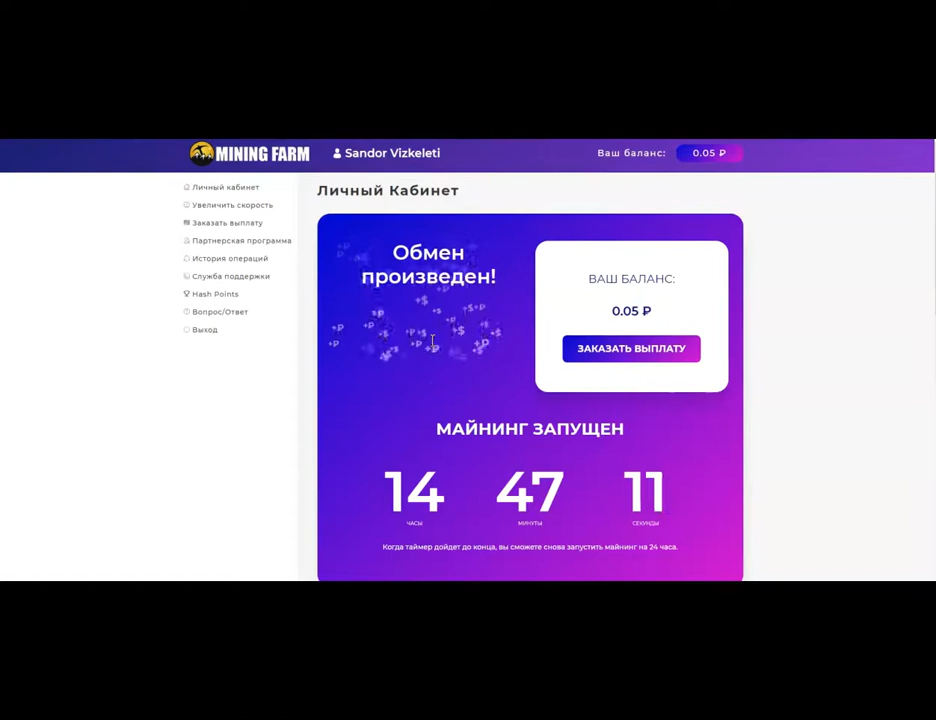 MINING FARM
Sandor Vizkeleti
Ваш баланс:
0.05 ₽
Личный кабинет
Увеличить скорость
Заказать выплату
Партнерская программа
История операций
Служба поддержки
Hash Points
Вопрос/Ответ
Выход
Личный Кабинет
Обмен
произведен!
ВАШ БАЛАНС:
0.05 ₽
ЗАКАЗАТЬ ВЫПЛАТУ
МАЙНИНГ ЗАПУЩЕН
14 47 11
ЧАСЫ МИНУТЫ СЕКУНДЫ
Когда таймер дойдет до конца, вы сможете снова запустить майнинг на 24 часа.